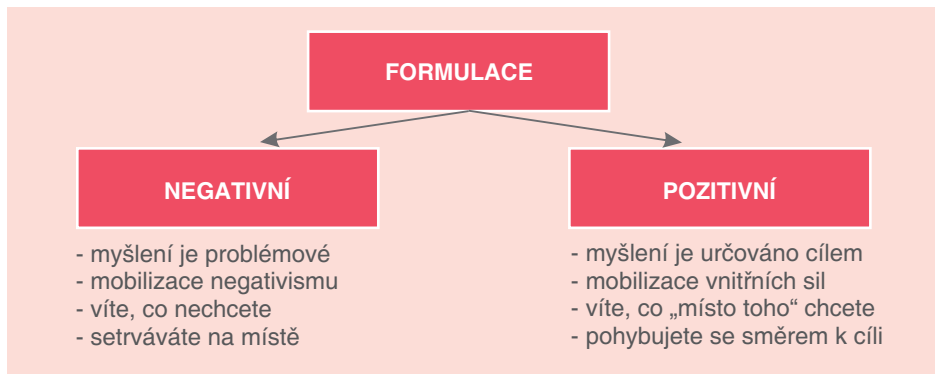 FORMULACE
NEGATIVNÍ
- myšlení je problémové
- mobilizace negativismu
- víte, co nechcete
- setrváváte na místě
POZITIVNÍ
- myšlení je určováno cílem
- mobilizace vnitřních sil
- víte, co „místo toho“ chcete
- pohybujete se směrem k cíli